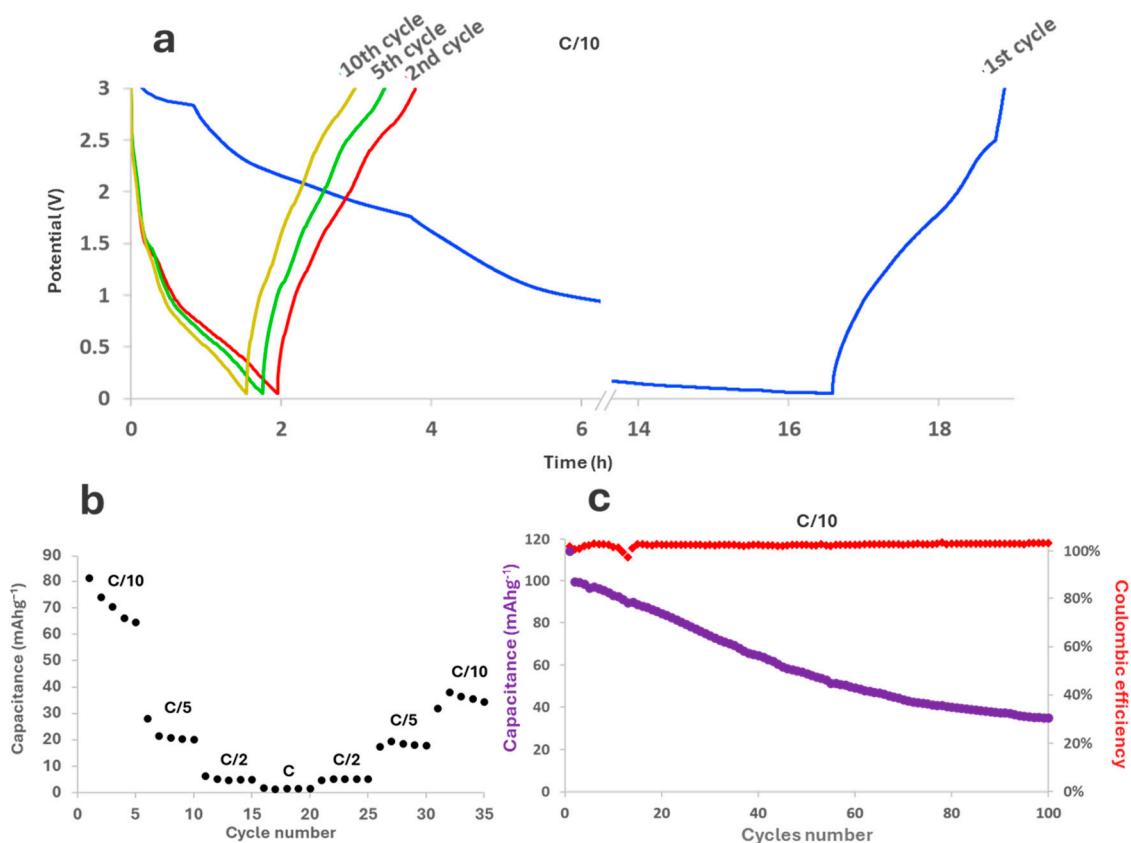 a
C/10
10th cycle
5th cycle
2nd cycle
1st cycle
3
2.5
2
1.5
1
0.5
0
Potential (V)
0 2 4 6 14 16 18
Time (h)
b
90
80
70
60
50
40
30
20
10
0
Capacitance (mAhg⁻¹)
C/10
C/5
C/2
C
C/2
C/5
C/10
0 5 10 15 20 25 30 35
Cycle number
c
C/10
120
100
80
60
40
20
0
Capacitance (mAhg⁻¹)
100%
80%
60%
40%
20%
0%
Coulombic efficiency
0 20 40 60 80 100
Cycles number